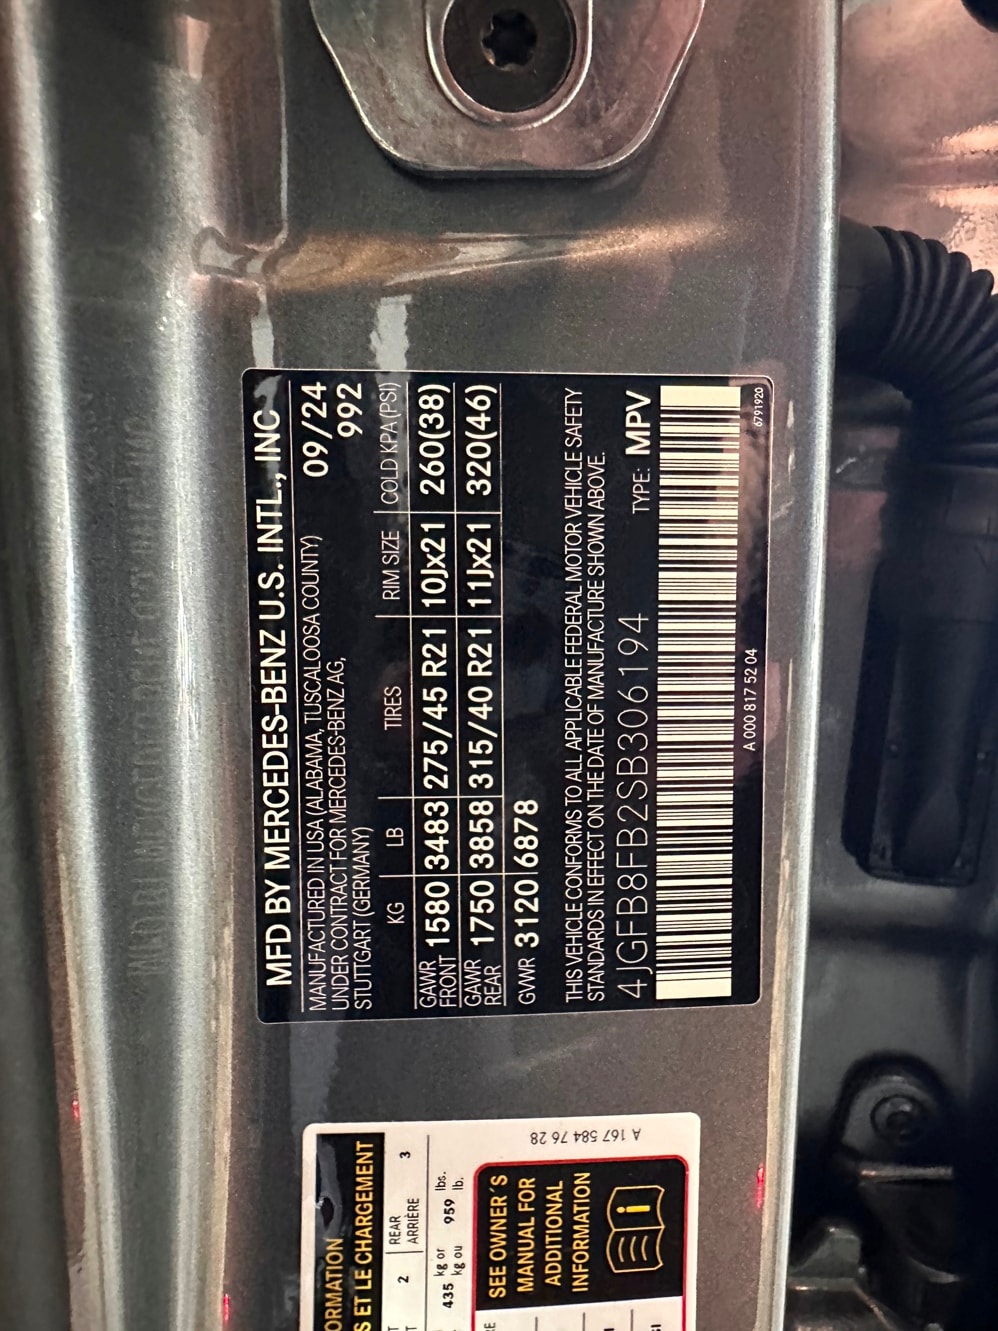 MFD BY MERCEDES-BENZ U.S. INTL., INC
MANUFACTURED IN USA (ALABAMA, TUSCALOOSA COUNTY) 09/24
UNDER CONTRACT FOR MERCEDES-BENZ AG, 992
STUTTGART (GERMANY)
KG LB TIRES RIM SIZE COLD KPA (PSI)
GAWR FRONT 1580 3483 275/45 R21 10Jx21 260(38)
GAWR REAR 1750 3858 315/40 R21 11Jx21 320(46)
GVWR 3120 6878
THIS VEHICLE CONFORMS TO ALL APPLICABLE FEDERAL MOTOR VEHICLE SAFETY
STANDARDS IN EFFECT ON THE DATE OF MANUFACTURE SHOWN ABOVE.
4JGFB8FB2SB306194 TYPE: MPV
A 000 817 52 04 6791920
A 167 584 76 28
ORMATION
S ET LE CHARGEMENT
2 REAR 3
ARRIÈRE
435 kg or 959 lbs.
kg ou lb.
SEE OWNER'S
MANUAL FOR
ADDITIONAL
INFORMATION